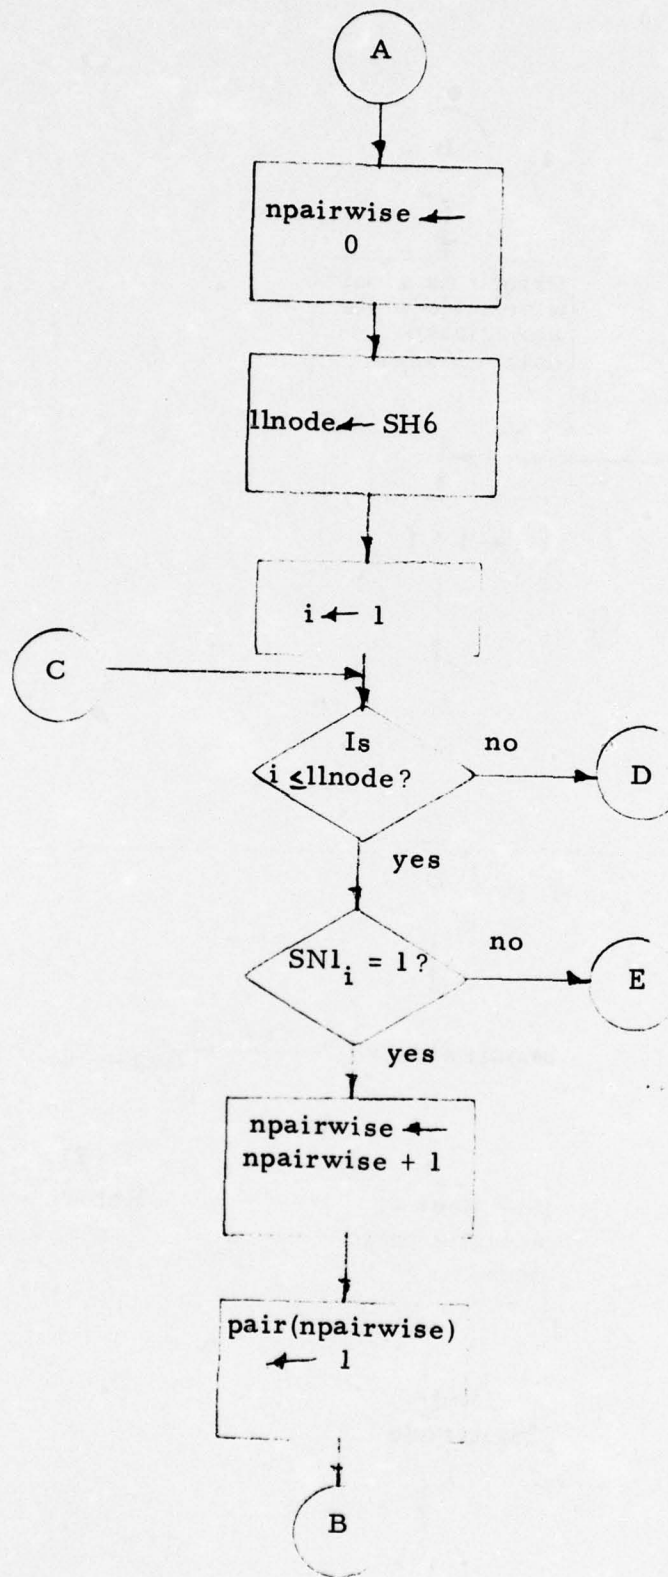 A
npairwise ←
0
llnode ← SH6
i ← 1
C
Is
i ≤ llnode?
no
D
yes
SN1i = 1?
no
E
yes
npairwise ←
npairwise + 1
pair(npairwise)
← 1
B